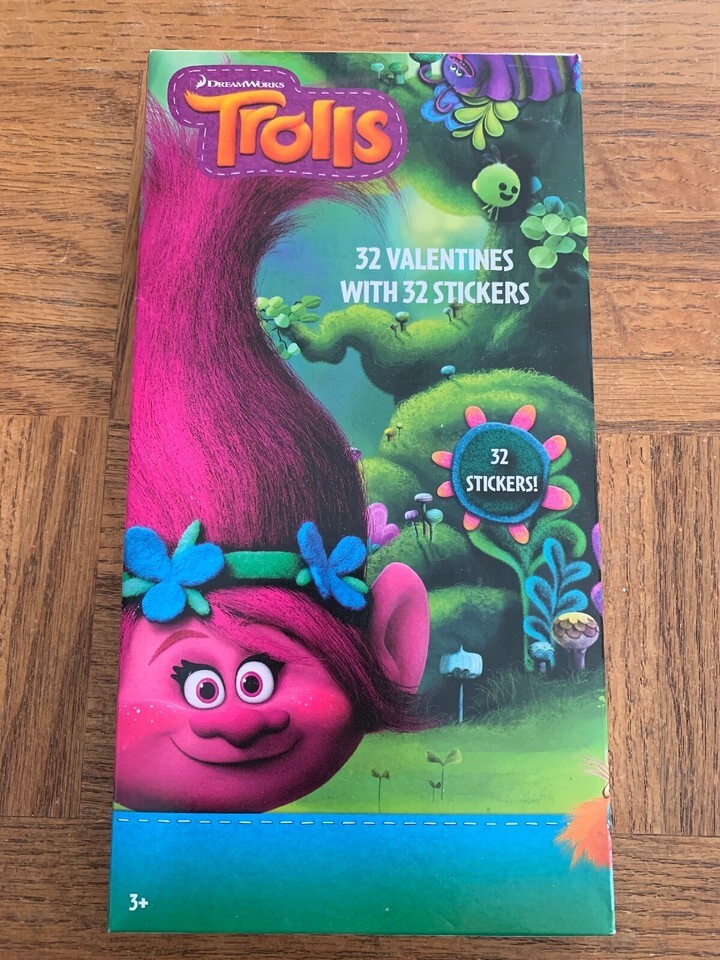 DREAMWORKS
Trolls
32 VALENTINES
WITH 32 STICKERS
32
STICKERS!
3+